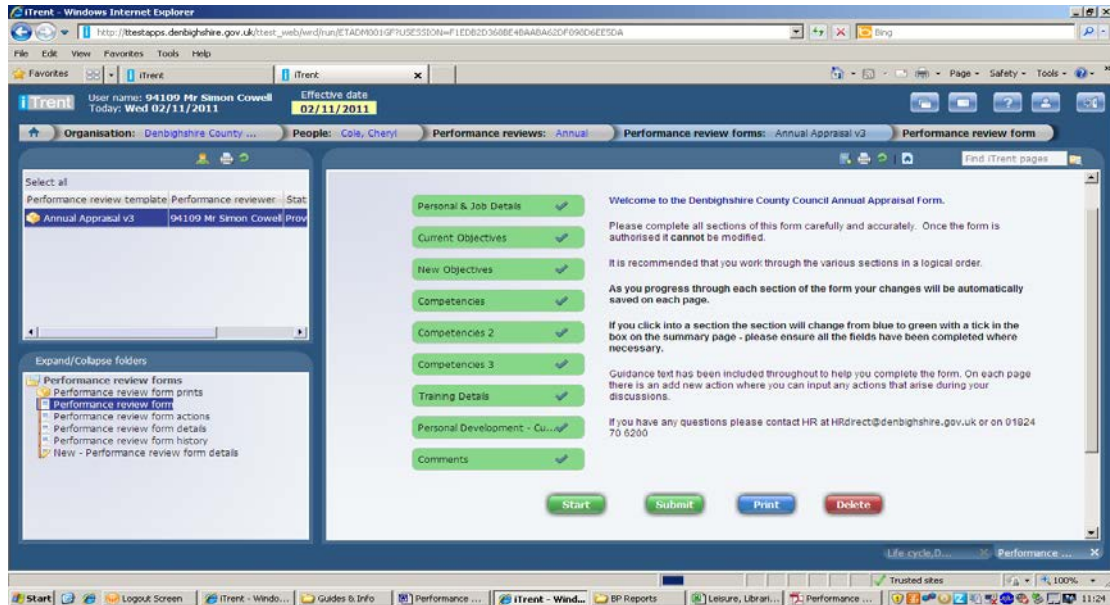 iTrent - Windows Internet Explorer
File Edit View Favorites Tools Help
Bing
Favorites iTrent iTrent Page Safety Tools
iTrent User name: 94109 Mr Simon Cowell Effective date
Today: Wed 02/11/2011 02/11/2011
Organisation: Denbighshire County ... People: Cole, Cheryl Performance reviews: Annual Performance review forms: Annual Appraisal v3 Performance review form
Find iTrent pages
Select all
Performance review template Performance reviewer Stat
Annual Appraisal v3 94109 Mr Simon Cowell Prov
Expand/Collapse folders
Performance review forms
Performance review form prints
Performance review form
Performance review form actions
Performance review form details
Performance review form history
New - Performance review form details
Personal & Job Details
Current Objectives
New Objectives
Competencies
Competencies 2
Competencies 3
Training Details
Personal Development - Cu...
Comments
Welcome to the Denbighshire County Council Annual Appraisal Form.
Please complete all sections of this form carefully and accurately. Once the form is
authorised it cannot be modified.
It is recommended that you work through the various sections in a logical order.
As you progress through each section of the form your changes will be automatically
saved on each page.
If you click into a section the section will change from blue to green with a tick in the
box on the summary page - please ensure all the fields have been completed where
necessary.
Guidance text has been included throughout to help you complete the form. On each page
there is an add new action where you can input any actions that arise during your
discussions.
If you have any questions please contact HR at HRdirect@denbighshire.gov.uk or on 01824
70 6200
Start Submit Print Delete
Life cycle,D... Performance ...
Trusted sites 100%
Start Logout Screen iTrent - Windo... Guides & Info Performance ... iTrent - Wind... BP Reports Leisure, Librari... Performance ... 11:24